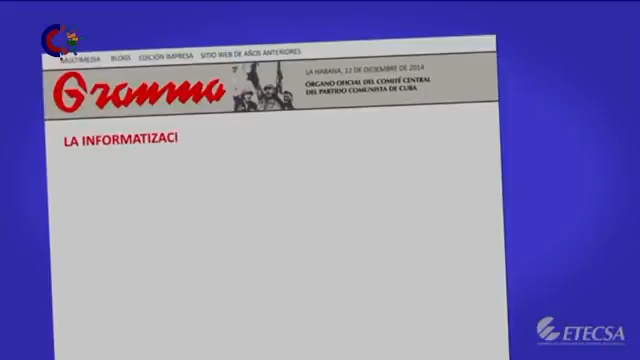 MULTIMEDIA BLOGS EDICIÓN IMPRESA SITIO WEB DE AÑOS ANTERIORES
Granma
LA HABANA, 12 DE DICIEMBRE DE 2014
ÓRGANO OFICIAL DEL COMITÉ CENTRAL
DEL PARTIDO COMUNISTA DE CUBA
LA INFORMATIZACI
ETECSA